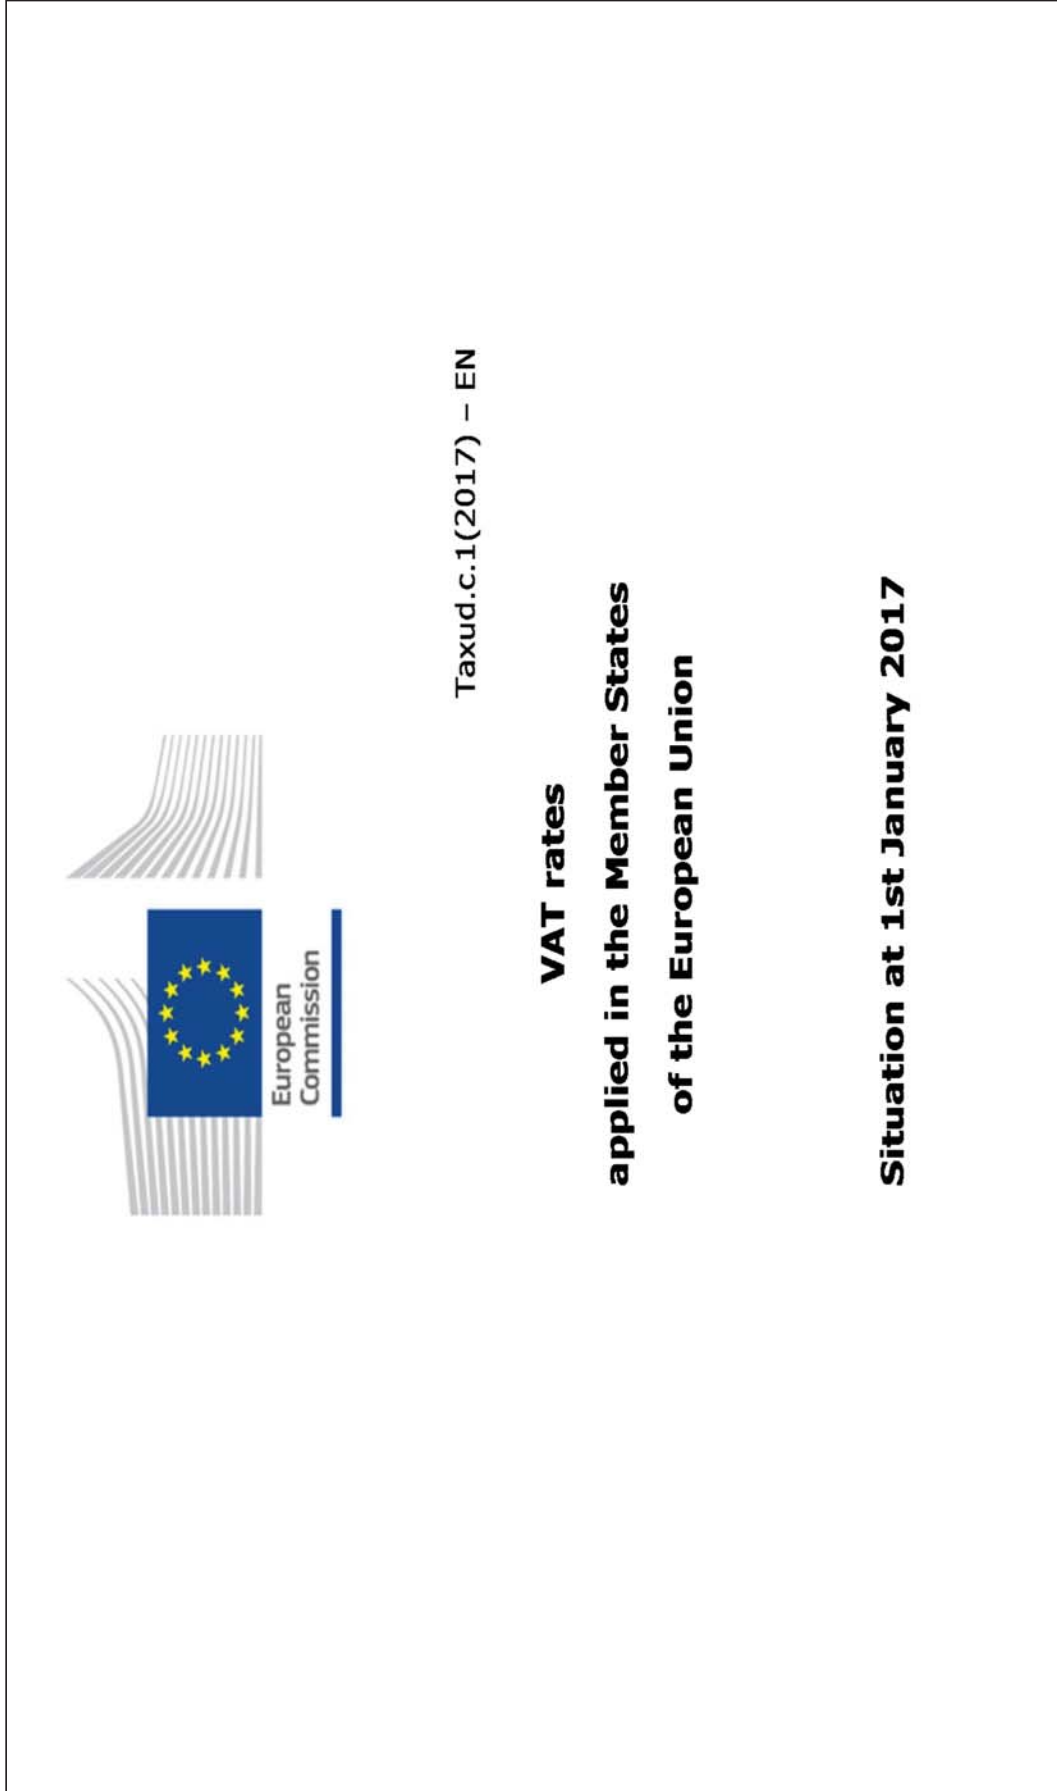 European
Commission
Taxud.c.1(2017) – EN
VAT rates
applied in the Member States
of the European Union
Situation at 1st January 2017